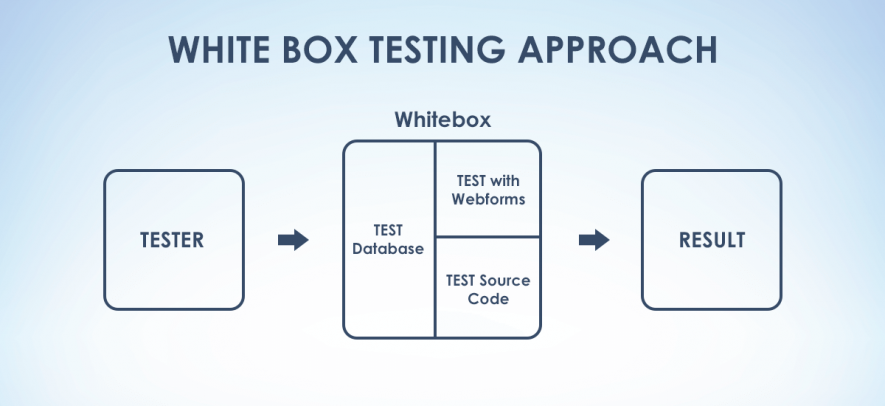 WHITE BOX TESTING APPROACH
Whitebox
TESTER
TEST
Database
TEST with
Webforms
TEST Source
Code
RESULT